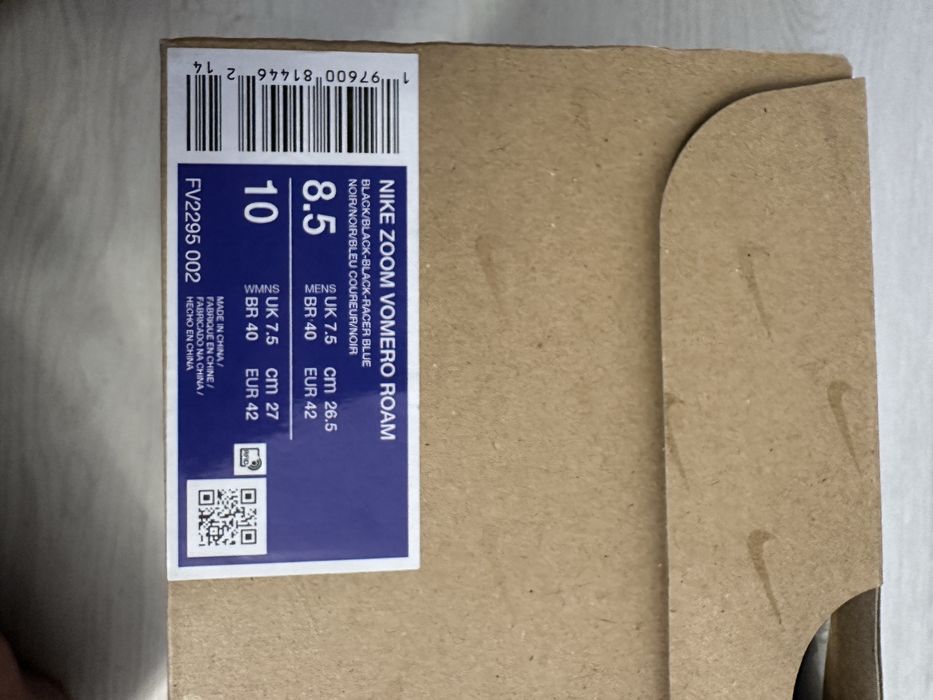 NIKE ZOOM VOMERO ROAM
BLACK/BLACK-BLACK-RACER BLUE
NOIR/NOIR/BLEU COUREUR/NOIR
8.5
MENS UK 7.5 cm 26.5
BR 40 EUR 42
10
WMNS UK 7.5 cm 27
BR 40 EUR 42
FV2295 002
MADE IN CHINA /
FABRIQUE EN CHINE /
FABRICADO NA CHINA /
HECHO EN CHINA
1 97600 81446 2 14